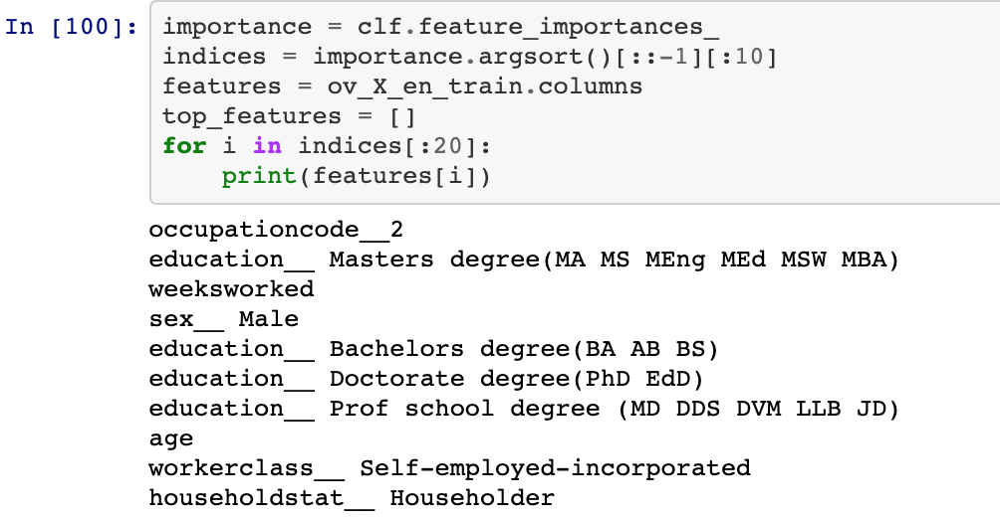 In [100]: importance = clf.feature_importances_
indices = importance.argsort()[::-1][:10]
features = ov_X_en_train.columns
top_features = []
for i in indices[:20]:
    print(features[i])
occupationcode__2
education__ Masters degree(MA MS MEng MEd MSW MBA)
weeksworked
sex__ Male
education__ Bachelors degree(BA AB BS)
education__ Doctorate degree(PhD EdD)
education__ Prof school degree (MD DDS DVM LLB JD)
age
workerclass__ Self-employed-incorporated
householdstat__ Householder